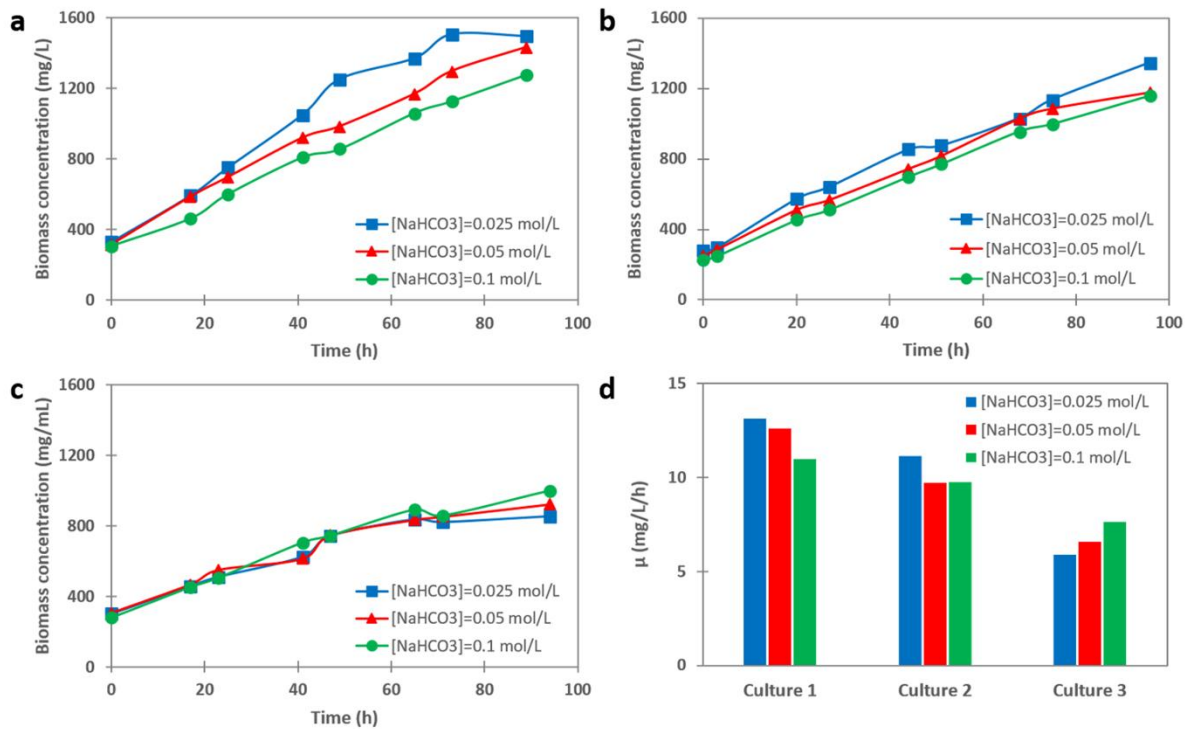 a
Biomass concentration (mg/L)
1600
1200
800
400
0
[NaHCO3]=0.025 mol/L
[NaHCO3]=0.05 mol/L
[NaHCO3]=0.1 mol/L
0 20 40 60 80 100
Time (h)
b
Biomass concentration (mg/L)
1600
1200
800
400
0
[NaHCO3]=0.025 mol/L
[NaHCO3]=0.05 mol/L
[NaHCO3]=0.1 mol/L
0 20 40 60 80 100
Time (h)
c
Biomass concentration (mg/mL)
1600
1200
800
400
0
[NaHCO3]=0.025 mol/L
[NaHCO3]=0.05 mol/L
[NaHCO3]=0.1 mol/L
0 20 40 60 80 100
Time (h)
d
μ (mg/L/h)
15
10
5
0
[NaHCO3]=0.025 mol/L
[NaHCO3]=0.05 mol/L
[NaHCO3]=0.1 mol/L
Culture 1 Culture 2 Culture 3